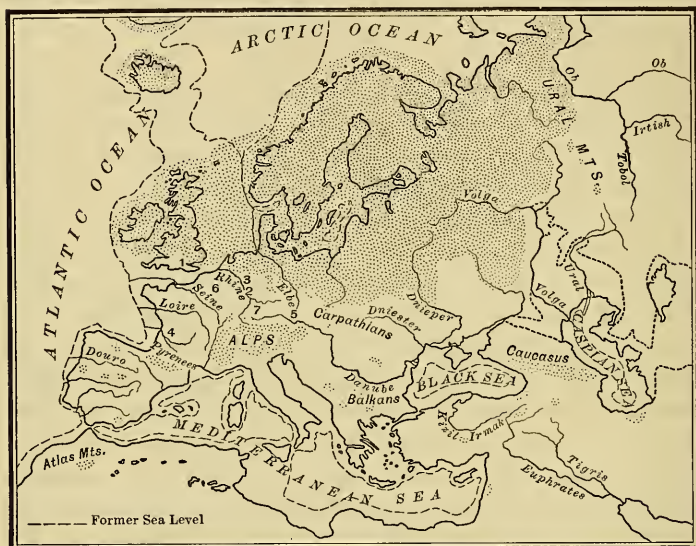 ARCTIC OCEAN
Ob
Ob
URAL MTS
Irtish
Tobol
ATLANTIC OCEAN
Volga
1
3
Rhine
6
Seine
Elbe
7
5
Loire
4
Carpathians
Dniester
Dnieper
Volga
Ural
CASPIAN SEA
ALPS
Douro
Pyrenees
Caucasus
Danube
Balkans
BLACK SEA
MEDITERRANEAN SEA
Kizil Irmak
Atlas Mts.
Tigris
Euphrates
Former Sea Level